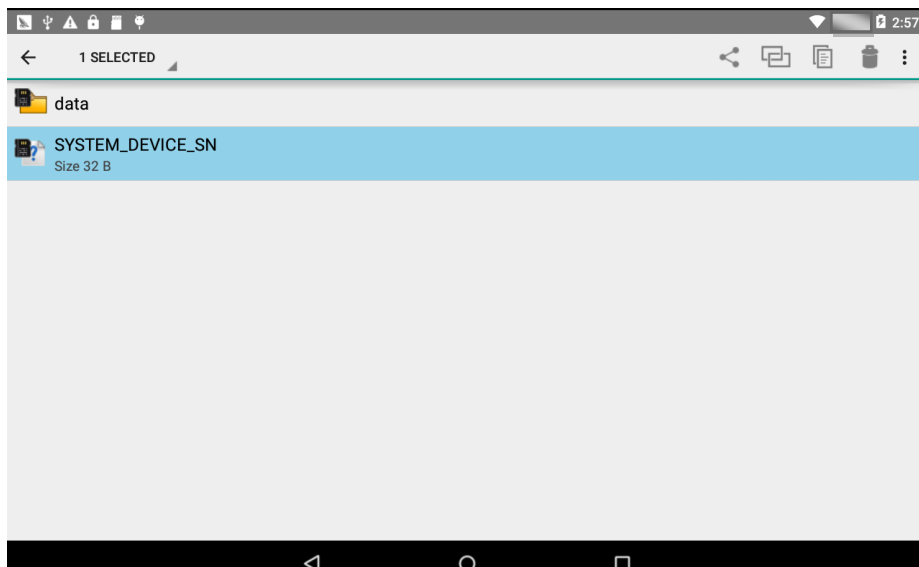 2:57
1 SELECTED
data
SYSTEM_DEVICE_SN
Size 32 B